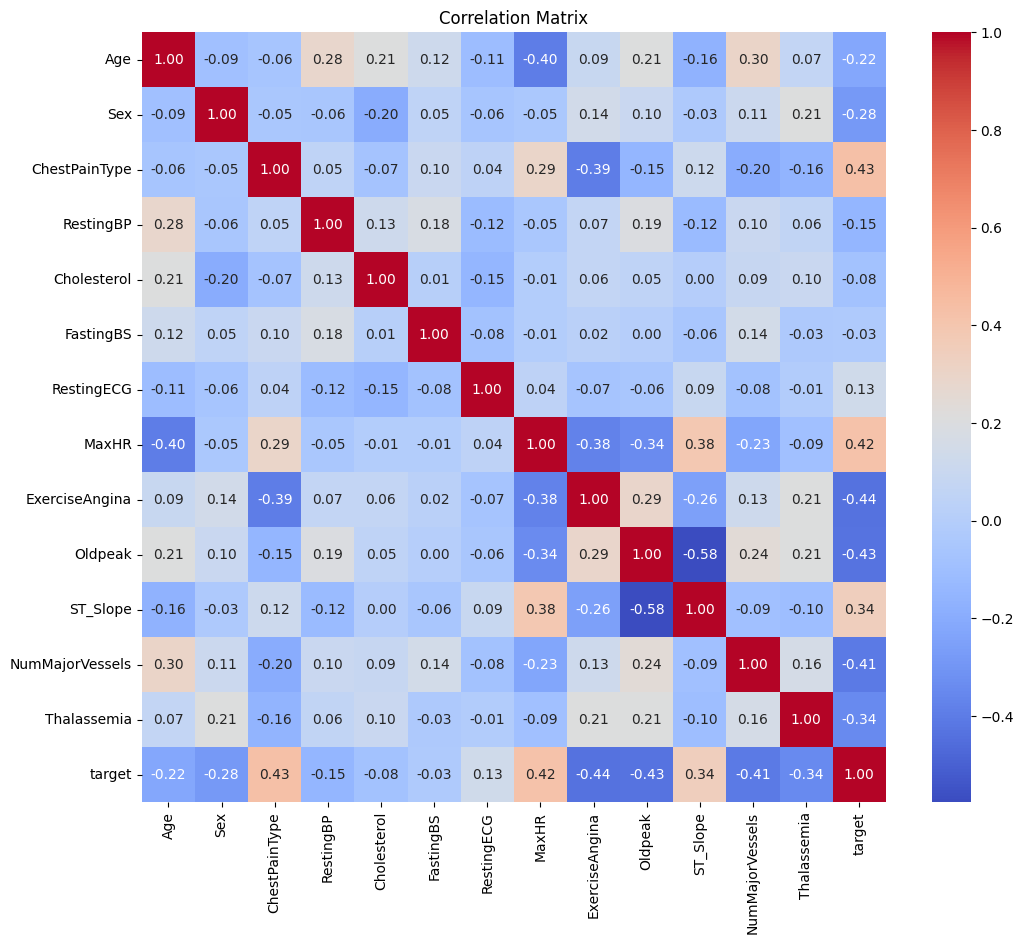 Correlation Matrix
Age 1.00 -0.09 -0.06 0.28 0.21 0.12 -0.11 -0.40 0.09 0.21 -0.16 0.30 0.07 -0.22
Sex -0.09 1.00 -0.05 -0.06 -0.20 0.05 -0.06 -0.05 0.14 0.10 -0.03 0.11 0.21 -0.28
ChestPainType -0.06 -0.05 1.00 0.05 -0.07 0.10 0.04 0.29 -0.39 -0.15 0.12 -0.20 -0.16 0.43
RestingBP 0.28 -0.06 0.05 1.00 0.13 0.18 -0.12 -0.05 0.07 0.19 -0.12 0.10 0.06 -0.15
Cholesterol 0.21 -0.20 -0.07 0.13 1.00 0.01 -0.15 -0.01 0.06 0.05 0.00 0.09 0.10 -0.08
FastingBS 0.12 0.05 0.10 0.18 0.01 1.00 -0.08 -0.01 0.02 0.00 -0.06 0.14 -0.03 -0.03
RestingECG -0.11 -0.06 0.04 -0.12 -0.15 -0.08 1.00 0.04 -0.07 -0.06 0.09 -0.08 -0.01 0.13
MaxHR -0.40 -0.05 0.29 -0.05 -0.01 -0.01 0.04 1.00 -0.38 -0.34 0.38 -0.23 -0.09 0.42
ExerciseAngina 0.09 0.14 -0.39 0.07 0.06 0.02 -0.07 -0.38 1.00 0.29 -0.26 0.13 0.21 -0.44
Oldpeak 0.21 0.10 -0.15 0.19 0.05 0.00 -0.06 -0.34 0.29 1.00 -0.58 0.24 0.21 -0.43
ST_Slope -0.16 -0.03 0.12 -0.12 0.00 -0.06 0.09 0.38 -0.26 -0.58 1.00 -0.09 -0.10 0.34
NumMajorVessels 0.30 0.11 -0.20 0.10 0.09 0.14 -0.08 -0.23 0.13 0.24 -0.09 1.00 0.16 -0.41
Thalassemia 0.07 0.21 -0.16 0.06 0.10 -0.03 -0.01 -0.09 0.21 0.21 -0.10 0.16 1.00 -0.34
target -0.22 -0.28 0.43 -0.15 -0.08 -0.03 0.13 0.42 -0.44 -0.43 0.34 -0.41 -0.34 1.00
Age
Sex
ChestPainType
RestingBP
Cholesterol
FastingBS
RestingECG
MaxHR
ExerciseAngina
Oldpeak
ST_Slope
NumMajorVessels
Thalassemia
target
1.0
0.8
0.6
0.4
0.2
0.0
−0.2
−0.4